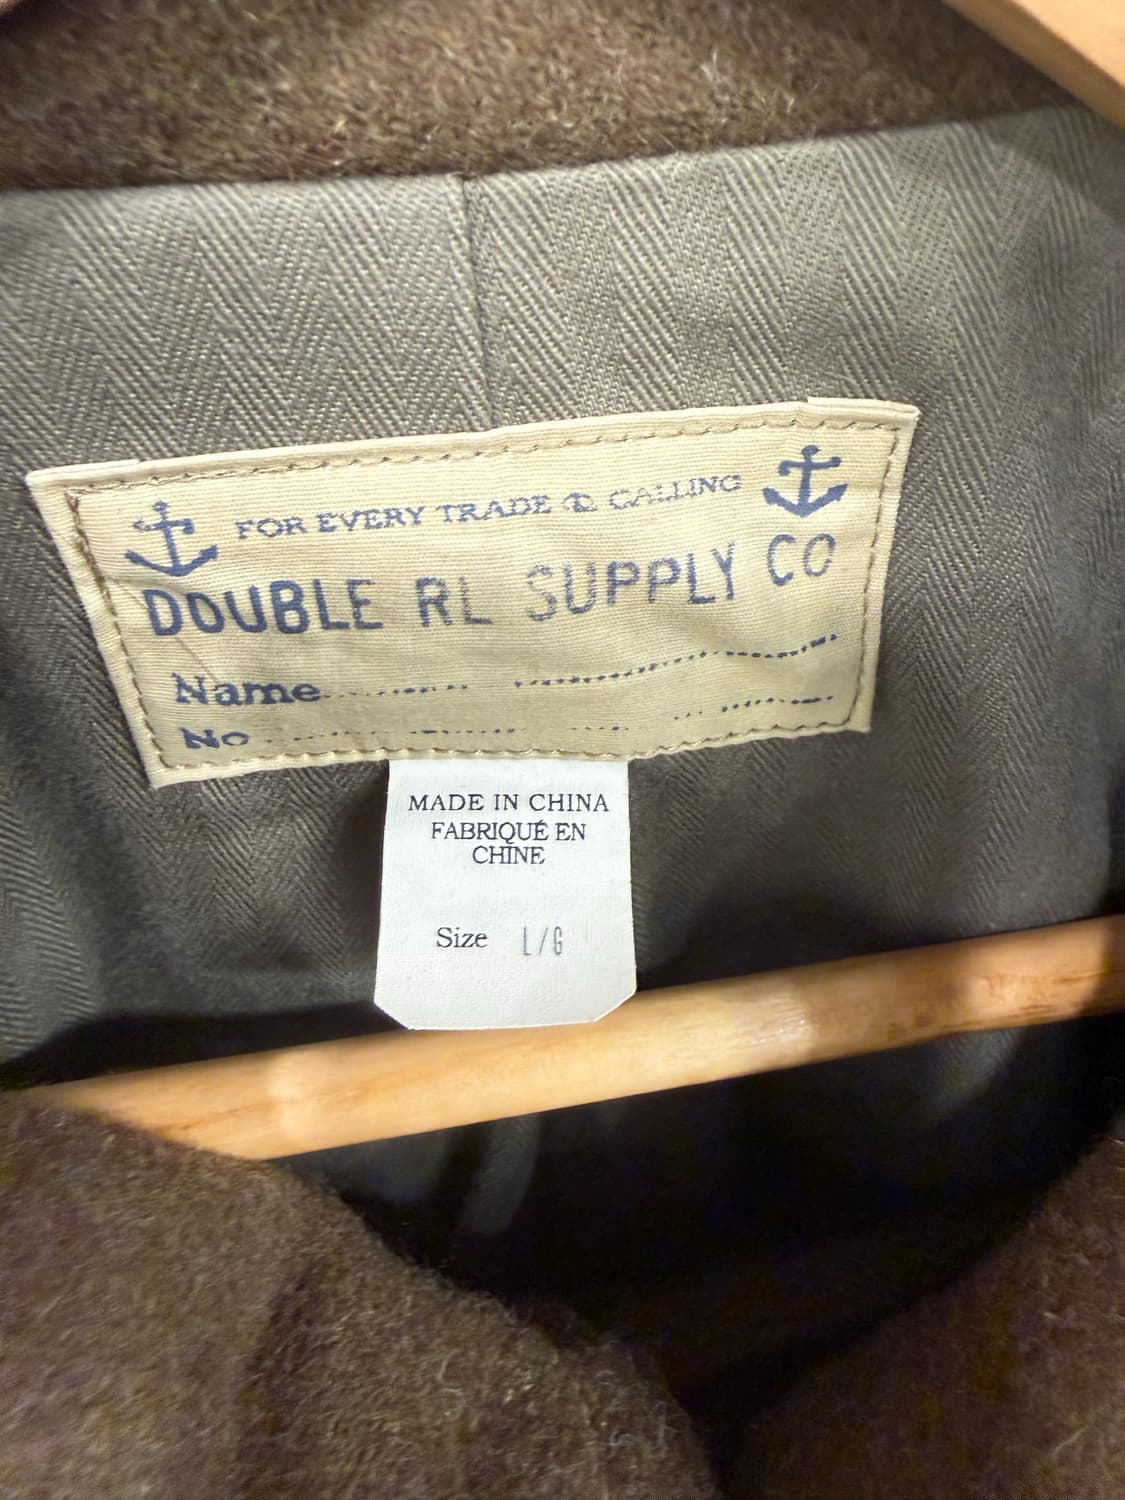 FOR EVERY TRADE & CALLING
DOUBLE RL SUPPLY CO
Name
No
MADE IN CHINA
FABRIQUÉ EN
CHINE
Size L/G